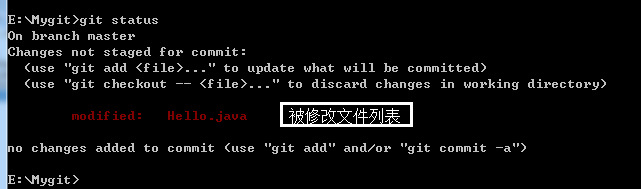 E:\Mygit>git status
On branch master
Changes not staged for commit:
  (use "git add <file>..." to update what will be committed)
  (use "git checkout -- <file>..." to discard changes in working directory)
modified:   Hello.java 被修改文件列表
no changes added to commit (use "git add" and/or "git commit -a")
E:\Mygit>